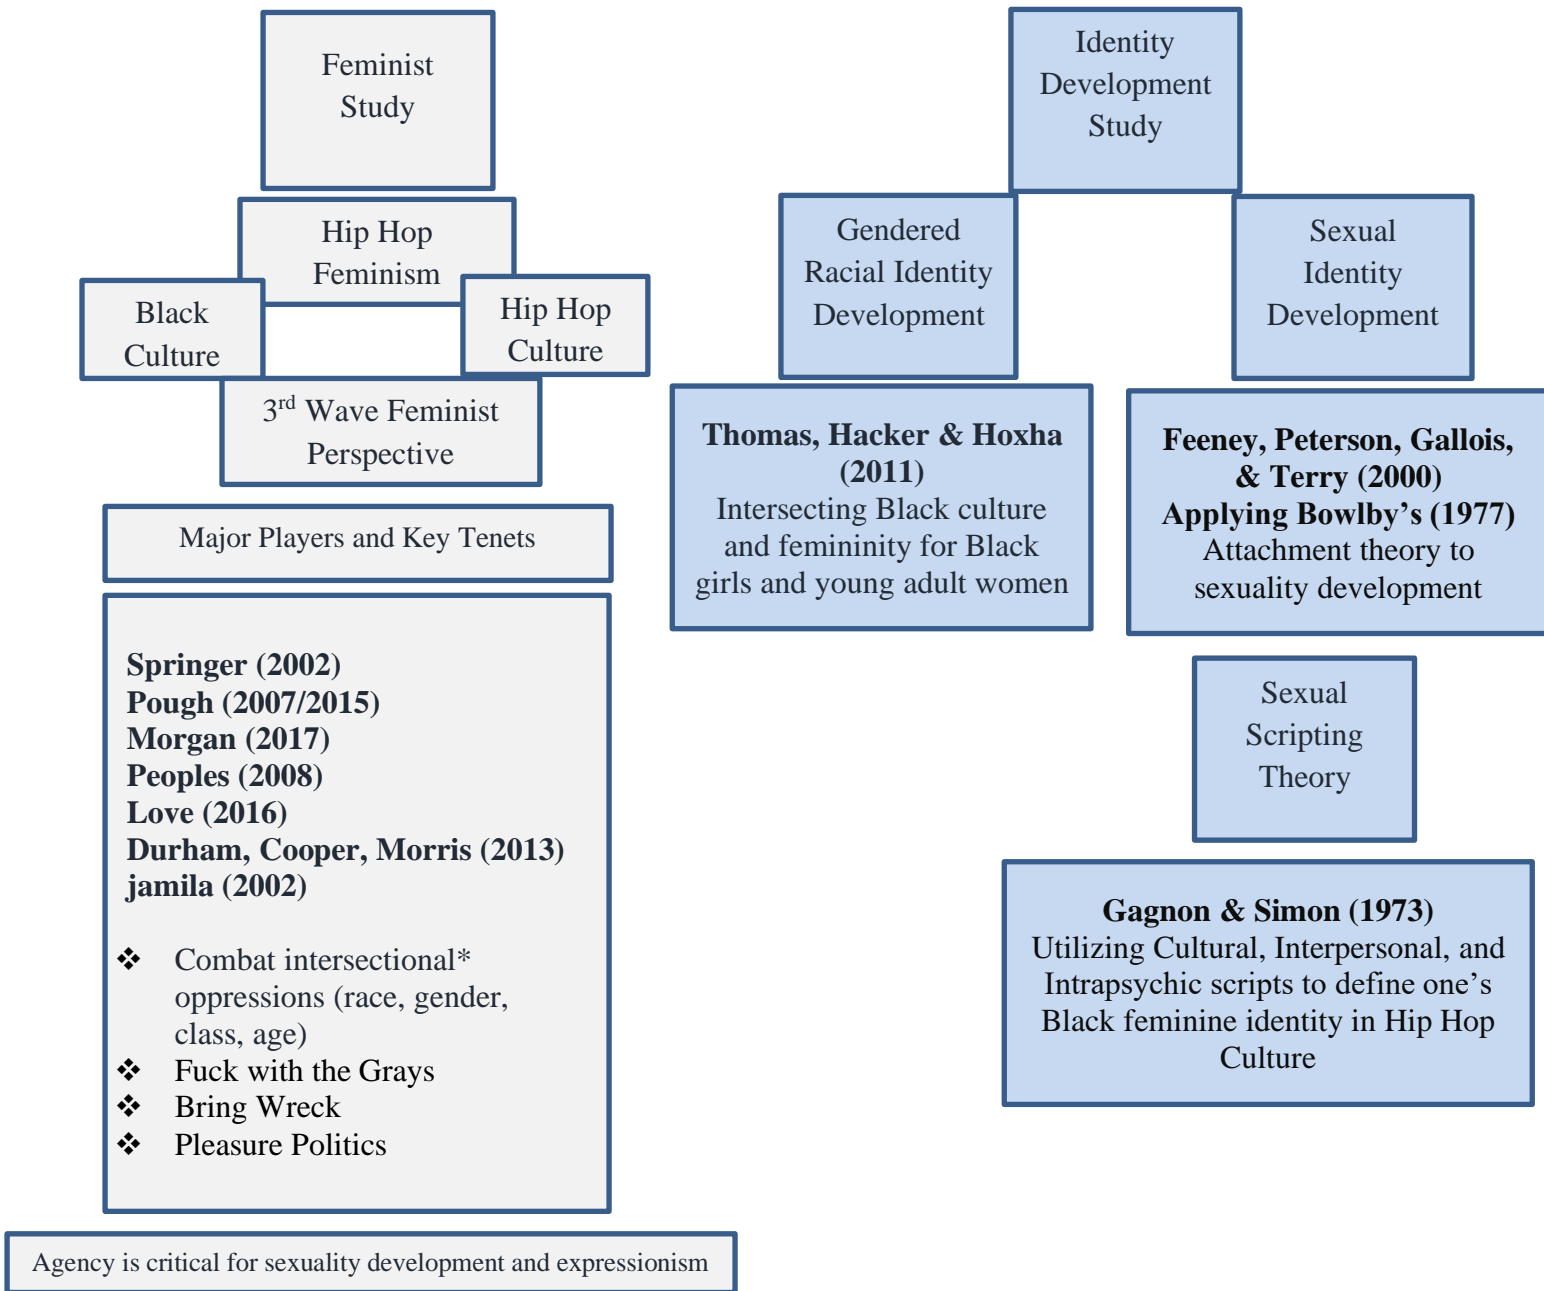 Feminist
Study
Hip Hop
Feminism
Black
Culture
Hip Hop
Culture
3rd Wave Feminist
Perspective
Major Players and Key Tenets
Springer (2002)
Pough (2007/2015)
Morgan (2017)
Peoples (2008)
Love (2016)
Durham, Cooper, Morris (2013)
jamila (2002)
❖ Combat intersectional*
oppressions (race, gender,
class, age)
❖ Fuck with the Grays
❖ Bring Wreck
❖ Pleasure Politics
Agency is critical for sexuality development and expressionism
Identity
Development
Study
Gendered
Racial Identity
Development
Thomas, Hacker & Hoxha
(2011)
Intersecting Black culture
and femininity for Black
girls and young adult women
Sexual
Identity
Development
Feeney, Peterson, Gallois,
& Terry (2000)
Applying Bowlby’s (1977)
Attachment theory to
sexuality development
Sexual
Scripting
Theory
Gagnon & Simon (1973)
Utilizing Cultural, Interpersonal, and
Intrapsychic scripts to define one’s
Black feminine identity in Hip Hop
Culture